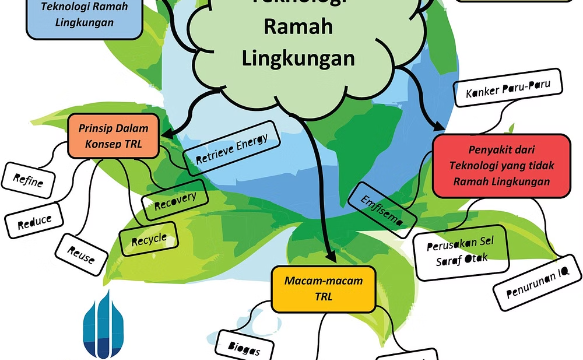 Teknologi Ramah
Lingkungan
Teknologi
Ramah
Lingkungan
Kanker Paru-Paru
Prinsip Dalam
Konsep TRL
Retrieve Energy
Penyakit dari
Teknologi yang tidak
Ramah Lingkungan
Refine
Recovery
Emfisema
Reduce
Recycle
Reuse
Perusakan Sel
Saraf Otak
Penurunan IQ
Macam-macam
TRL
Biogas